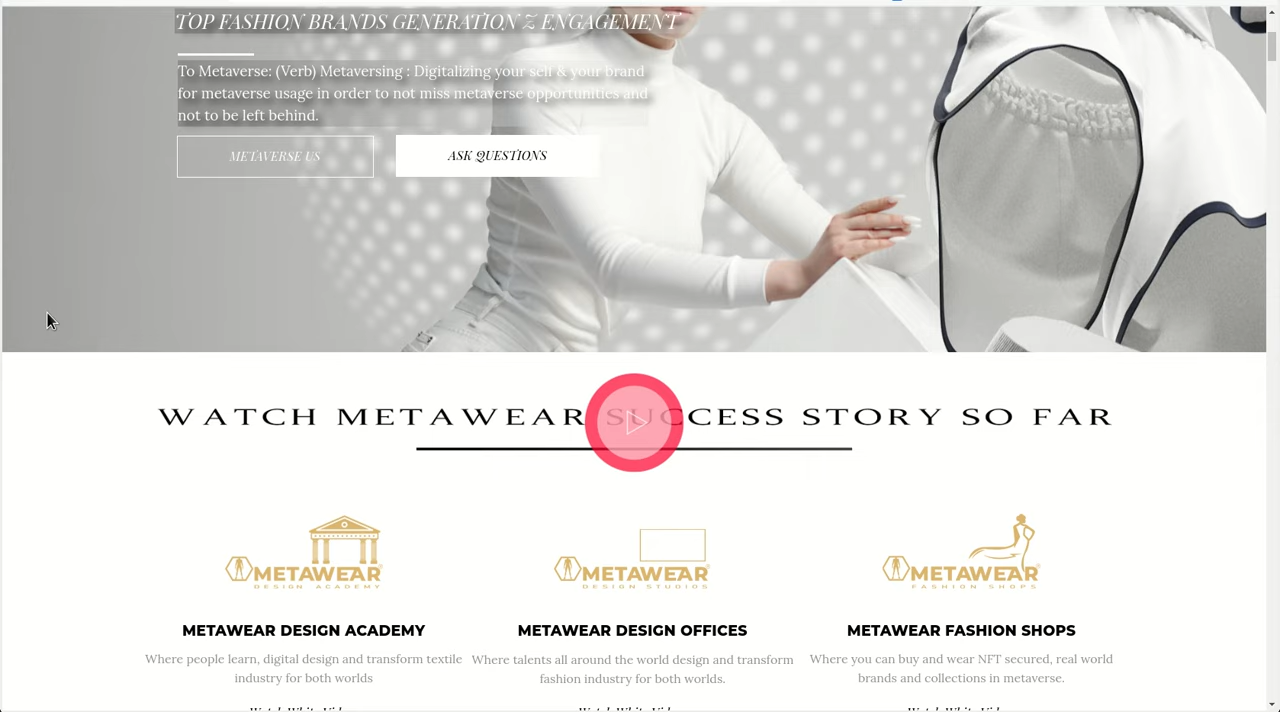 TOP FASHION BRANDS GENERATION Z ENGAGEMENT
To Metaverse: (Verb) Metaversing : Digitalizing your self & your brand
for metaverse usage in order to not miss metaverse opportunities and
not to be left behind.
METAVERSE US
ASK QUESTIONS
WATCH METAWEAR SUCCESS STORY SO FAR
METAWEAR
DESIGN ACADEMY
METAWEAR
DESIGN STUDIOS
METAWEAR
FASHION SHOPS
METAWEAR DESIGN ACADEMY
METAWEAR DESIGN OFFICES
METAWEAR FASHION SHOPS
Where people learn, digital design and transform textile
industry for both worlds
Where talents all around the world design and transform
fashion industry for both worlds.
Where you can buy and wear NFT secured, real world
brands and collections in metaverse.